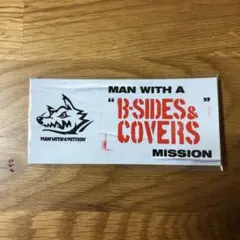 MAN WITH A
"B-SIDES&
COVERS"
MISSION
MAN WITH A MISSION